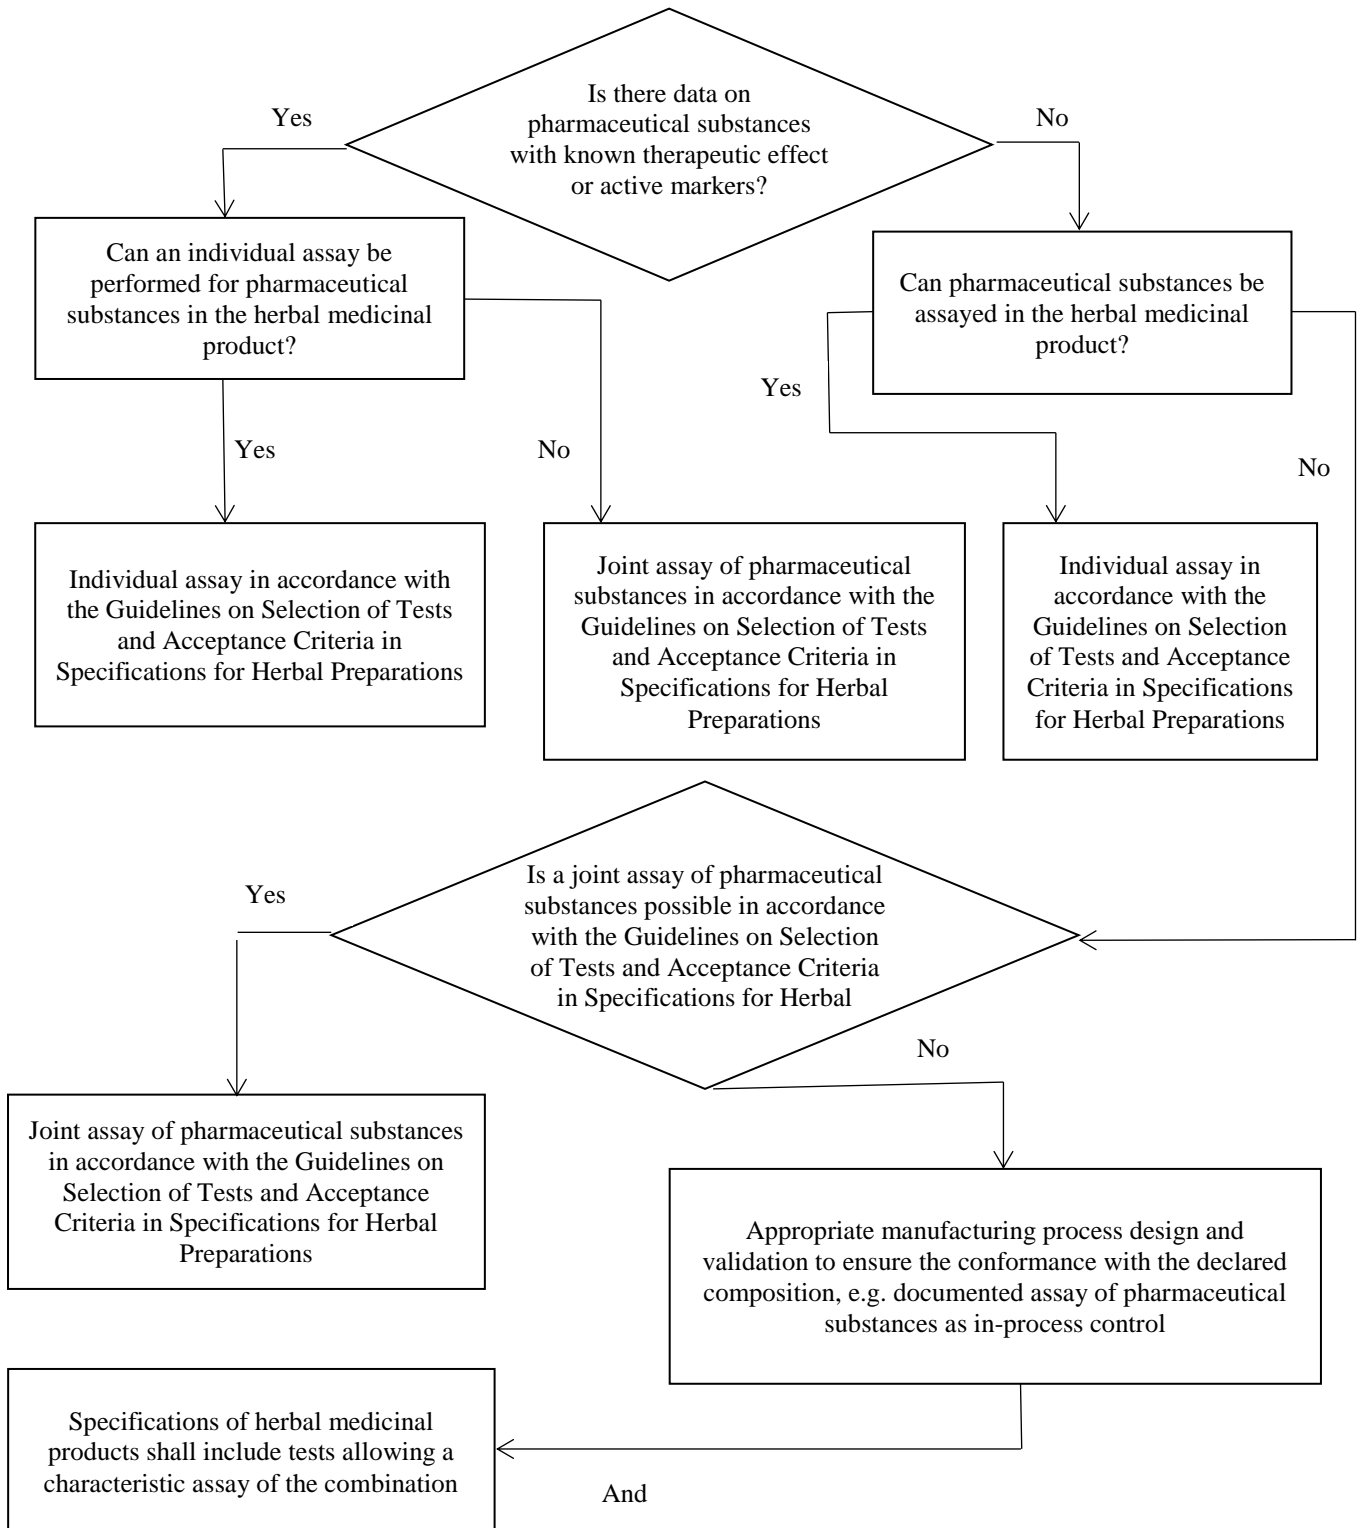 Is there data on
pharmaceutical substances
with known therapeutic effect
or active markers?
Yes
No
Can an individual assay be
performed for pharmaceutical
substances in the herbal medicinal
product?
Can pharmaceutical substances be
assayed in the herbal medicinal
product?
Yes
No
Yes
No
Individual assay in accordance with
the Guidelines on Selection of Tests
and Acceptance Criteria in
Specifications for Herbal Preparations
Joint assay of pharmaceutical
substances in accordance with the
Guidelines on Selection of Tests
and Acceptance Criteria in
Specifications for Herbal
Preparations
Individual assay in
accordance with the
Guidelines on Selection
of Tests and Acceptance
Criteria in Specifications
for Herbal Preparations
Is a joint assay of pharmaceutical
substances possible in accordance
with the Guidelines on Selection
of Tests and Acceptance Criteria
in Specifications for Herbal
Yes
No
Joint assay of pharmaceutical substances
in accordance with the Guidelines on
Selection of Tests and Acceptance
Criteria in Specifications for Herbal
Preparations
Appropriate manufacturing process design and
validation to ensure the conformance with the declared
composition, e.g. documented assay of pharmaceutical
substances as in-process control
Specifications of herbal medicinal
products shall include tests allowing a
characteristic assay of the combination
And